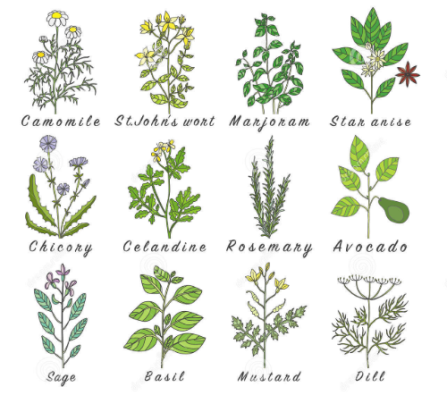 Camomile St.John's wort Marjoram Star anise
Chicory Celandine Rosemary Avocado
Sage Basil Mustard Dill